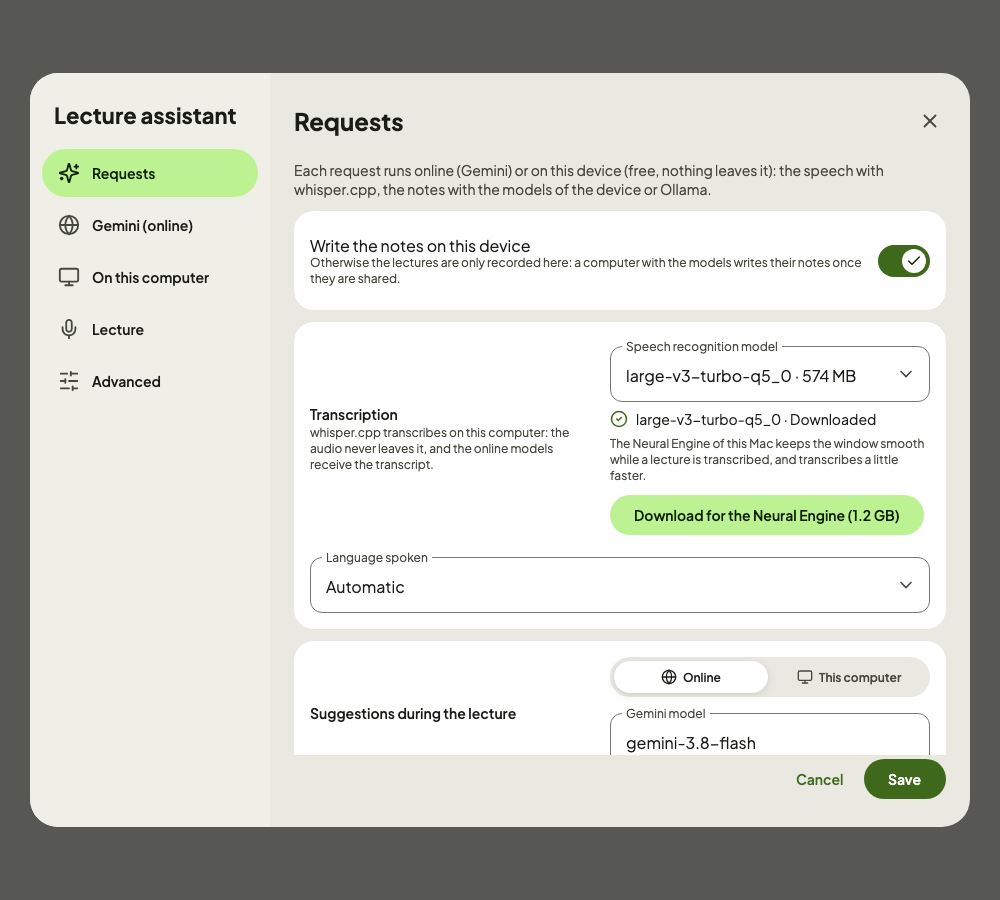 Lecture assistant
Requests
Gemini (online)
On this computer
Lecture
Advanced
Requests
Each request runs online (Gemini) or on this device (free, nothing leaves it): the speech with
whisper.cpp, the notes with the models of the device or Ollama.
Write the notes on this device
Otherwise the lectures are only recorded here: a computer with the models writes their notes once
they are shared.
Transcription
whisper.cpp transcribes on this computer: the
audio never leaves it, and the online models
receive the transcript.
Speech recognition model
large-v3-turbo-q5_0 · 574 MB
large-v3-turbo-q5_0 · Downloaded
The Neural Engine of this Mac keeps the window smooth
while a lecture is transcribed, and transcribes a little
faster.
Download for the Neural Engine (1.2 GB)
Language spoken
Automatic
Suggestions during the lecture
Online
This computer
Gemini model
gemini-3.8-flash
Cancel
Save